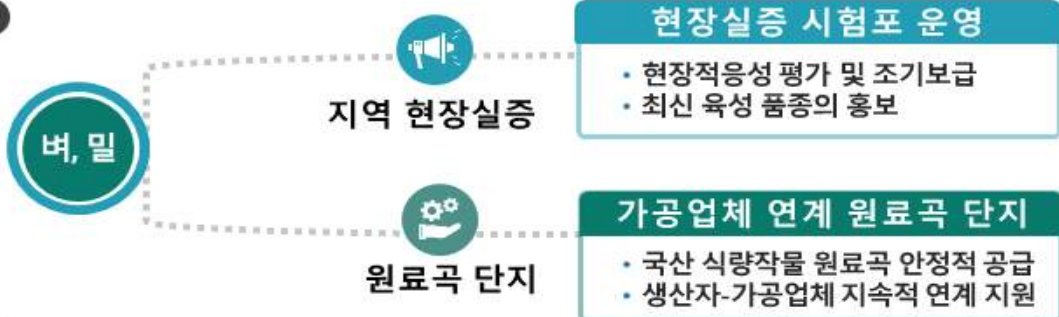 벼, 밀
지역 현장실증
현장실증 시험포 운영
• 현장적응성 평가 및 조기보급
• 최신 육성 품종의 홍보
원료곡 단지
가공업체 연계 원료곡 단지
• 국산 식량작물 원료곡 안정적 공급
• 생산자-가공업체 지속적 연계 지원